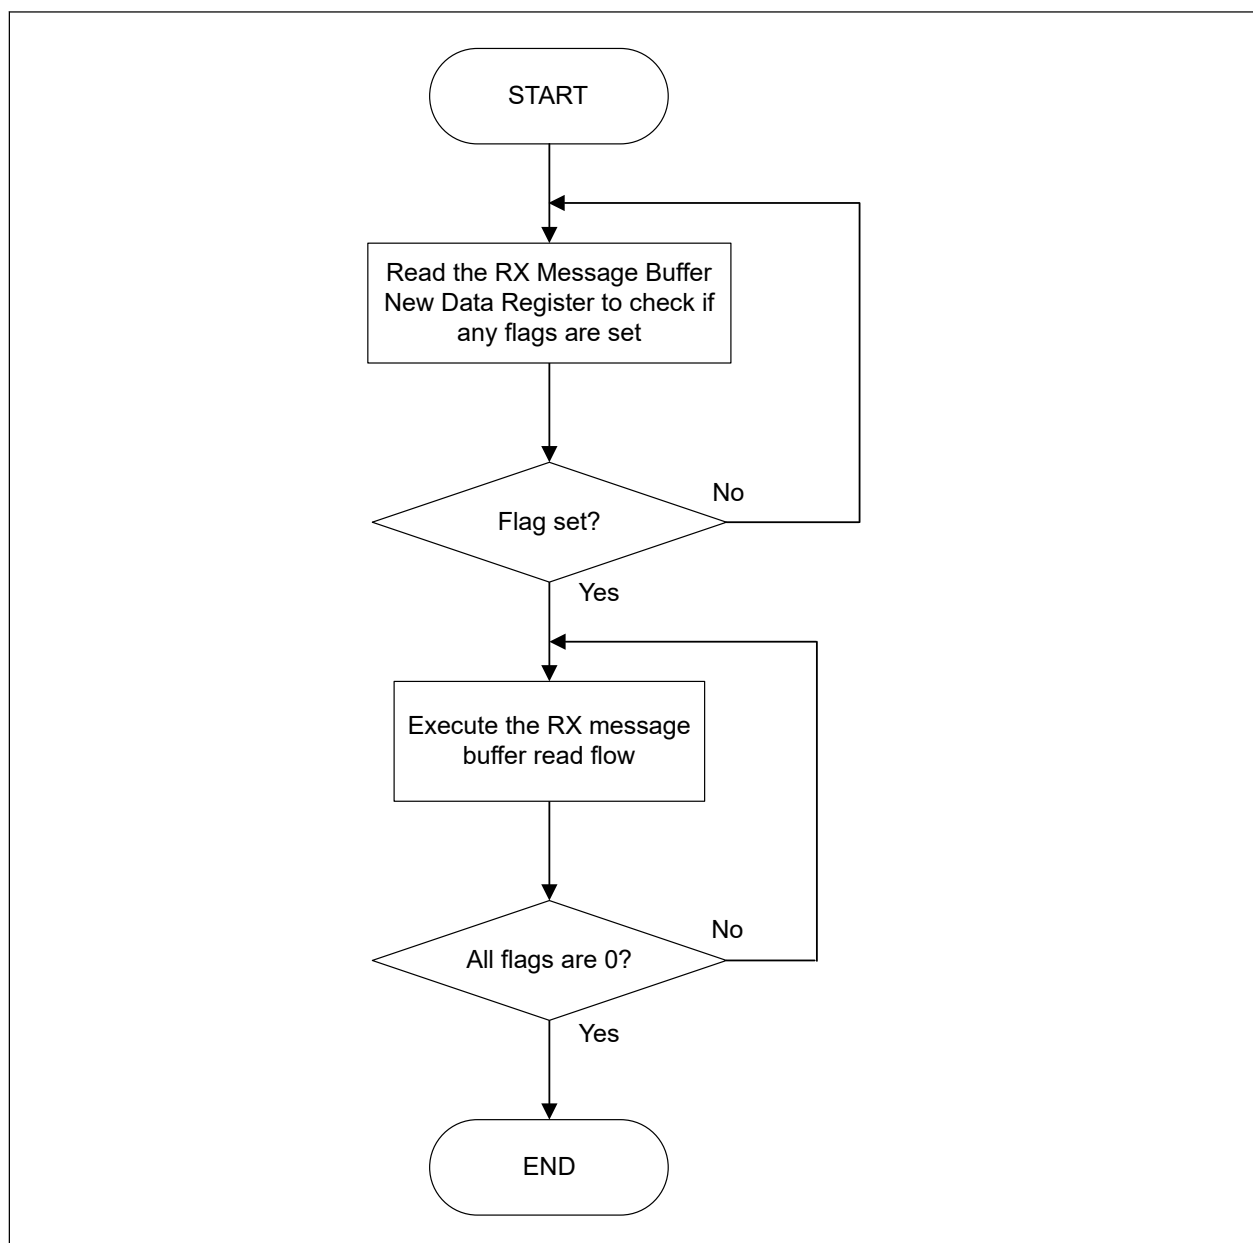 START
Read the RX Message Buffer
New Data Register to check if
any flags are set
No
Flag set?
Yes
Execute the RX message
buffer read flow
No
All flags are 0?
Yes
END